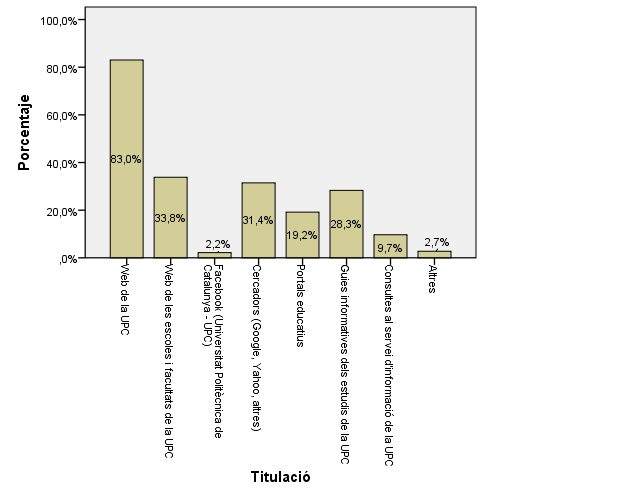 100,0%
80,0%
60,0%
40,0%
20,0%
,0%
Porcentaje
83,0%
33,8%
2,2%
31,4%
19,2%
28,3%
9,7%
2,7%
Web de la UPC
Web de les escoles i facultats de la UPC
Facebook (Universitat Politècnica de
Catalunya - UPC)
Cercadors (Google, Yahoo, altres)
Portals educatius
Guies informatives dels estudis de la UPC
Consultes al servei d'informació de la UPC
Altres
Titulació